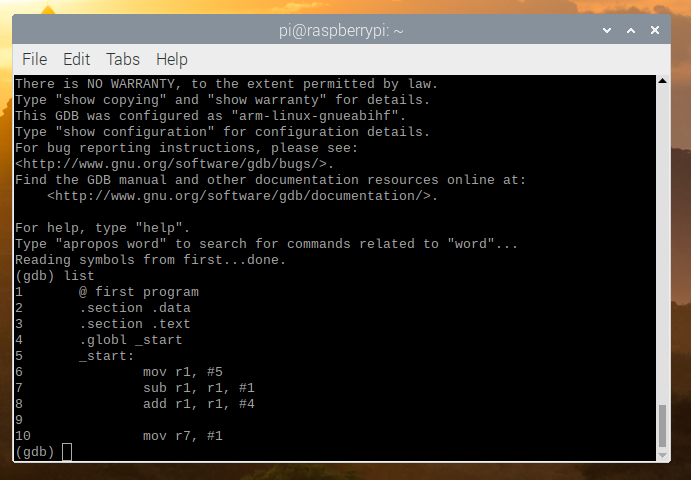 pi@raspberrypi: ~
File Edit Tabs Help
There is NO WARRANTY, to the extent permitted by law.
Type "show copying" and "show warranty" for details.
This GDB was configured as "arm-linux-gnueabihf".
Type "show configuration" for configuration details.
For bug reporting instructions, please see:
<http://www.gnu.org/software/gdb/bugs/>.
Find the GDB manual and other documentation resources online at:
    <http://www.gnu.org/software/gdb/documentation/>.
For help, type "help".
Type "apropos word" to search for commands related to "word"...
Reading symbols from first...done.
(gdb) list
1       @ first program
2       .section .data
3       .section .text
4       .globl _start
5       _start:
6               mov r1, #5
7               sub r1, r1, #1
8               add r1, r1, #4
9
10              mov r7, #1
(gdb)